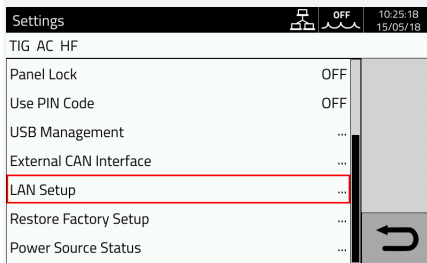 Settings
OFF
10:25:18
15/05/18
TIG AC HF
Panel Lock OFF
Use PIN Code OFF
USB Management ...
External CAN Interface ...
LAN Setup ...
Restore Factory Setup ...
Power Source Status ...